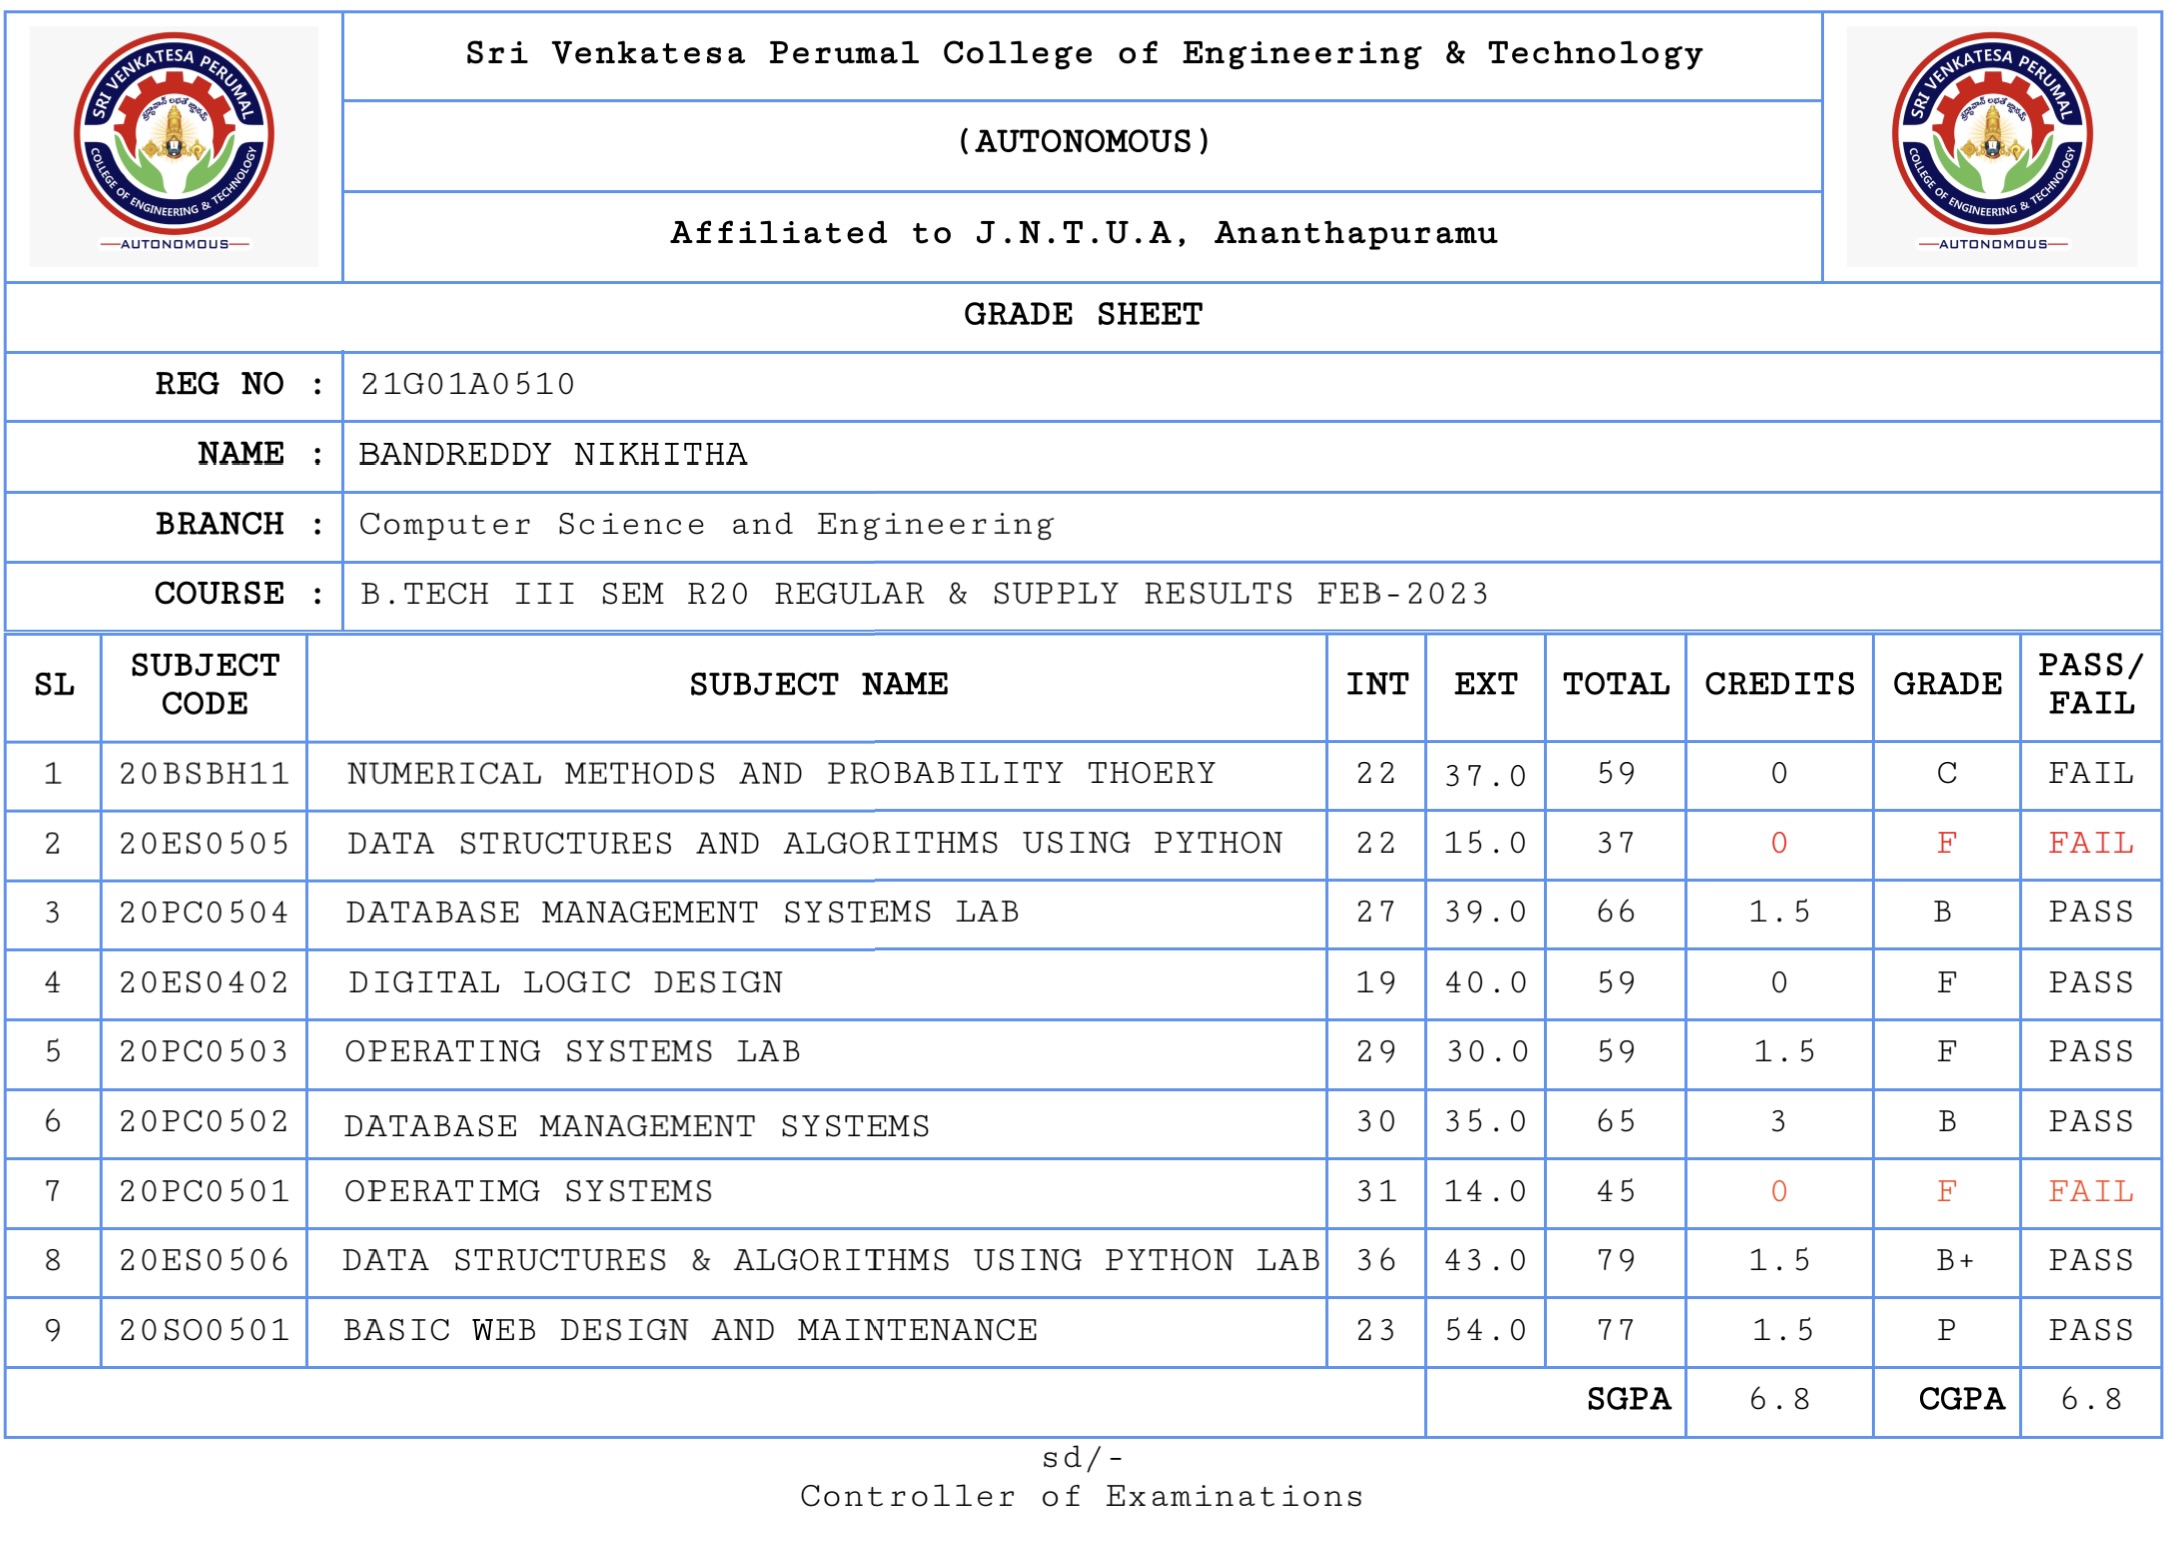 SRI VENKATESA PERUMAL
COLLEGE OF ENGINEERING & TECHNOLOGY
AUTONOMOUS
Sri Venkatesa Perumal College of Engineering & Technology
(AUTONOMOUS)
Affiliated to J.N.T.U.A, Ananthapuramu
SRI VENKATESA PERUMAL
COLLEGE OF ENGINEERING & TECHNOLOGY
AUTONOMOUS
GRADE SHEET
REG NO : 21G01A0510
NAME : BANDREDDY NIKHITHA
BRANCH : Computer Science and Engineering
COURSE : B.TECH III SEM R20 REGULAR & SUPPLY RESULTS FEB-2023
SL SUBJECT CODE SUBJECT NAME INT EXT TOTAL CREDITS GRADE PASS/ FAIL
1 20BSBH11 NUMERICAL METHODS AND PROBABILITY THOERY 22 37.0 59 0 C FAIL
2 20ES0505 DATA STRUCTURES AND ALGORITHMS USING PYTHON 22 15.0 37 0 F FAIL
3 20PC0504 DATABASE MANAGEMENT SYSTEMS LAB 27 39.0 66 1.5 B PASS
4 20ES0402 DIGITAL LOGIC DESIGN 19 40.0 59 0 F PASS
5 20PC0503 OPERATING SYSTEMS LAB 29 30.0 59 1.5 F PASS
6 20PC0502 DATABASE MANAGEMENT SYSTEMS 30 35.0 65 3 B PASS
7 20PC0501 OPERATIMG SYSTEMS 31 14.0 45 0 F FAIL
8 20ES0506 DATA STRUCTURES & ALGORITHMS USING PYTHON LAB 36 43.0 79 1.5 B+ PASS
9 20SO0501 BASIC WEB DESIGN AND MAINTENANCE 23 54.0 77 1.5 P PASS
SGPA 6.8 CGPA 6.8
sd/-
Controller of Examinations